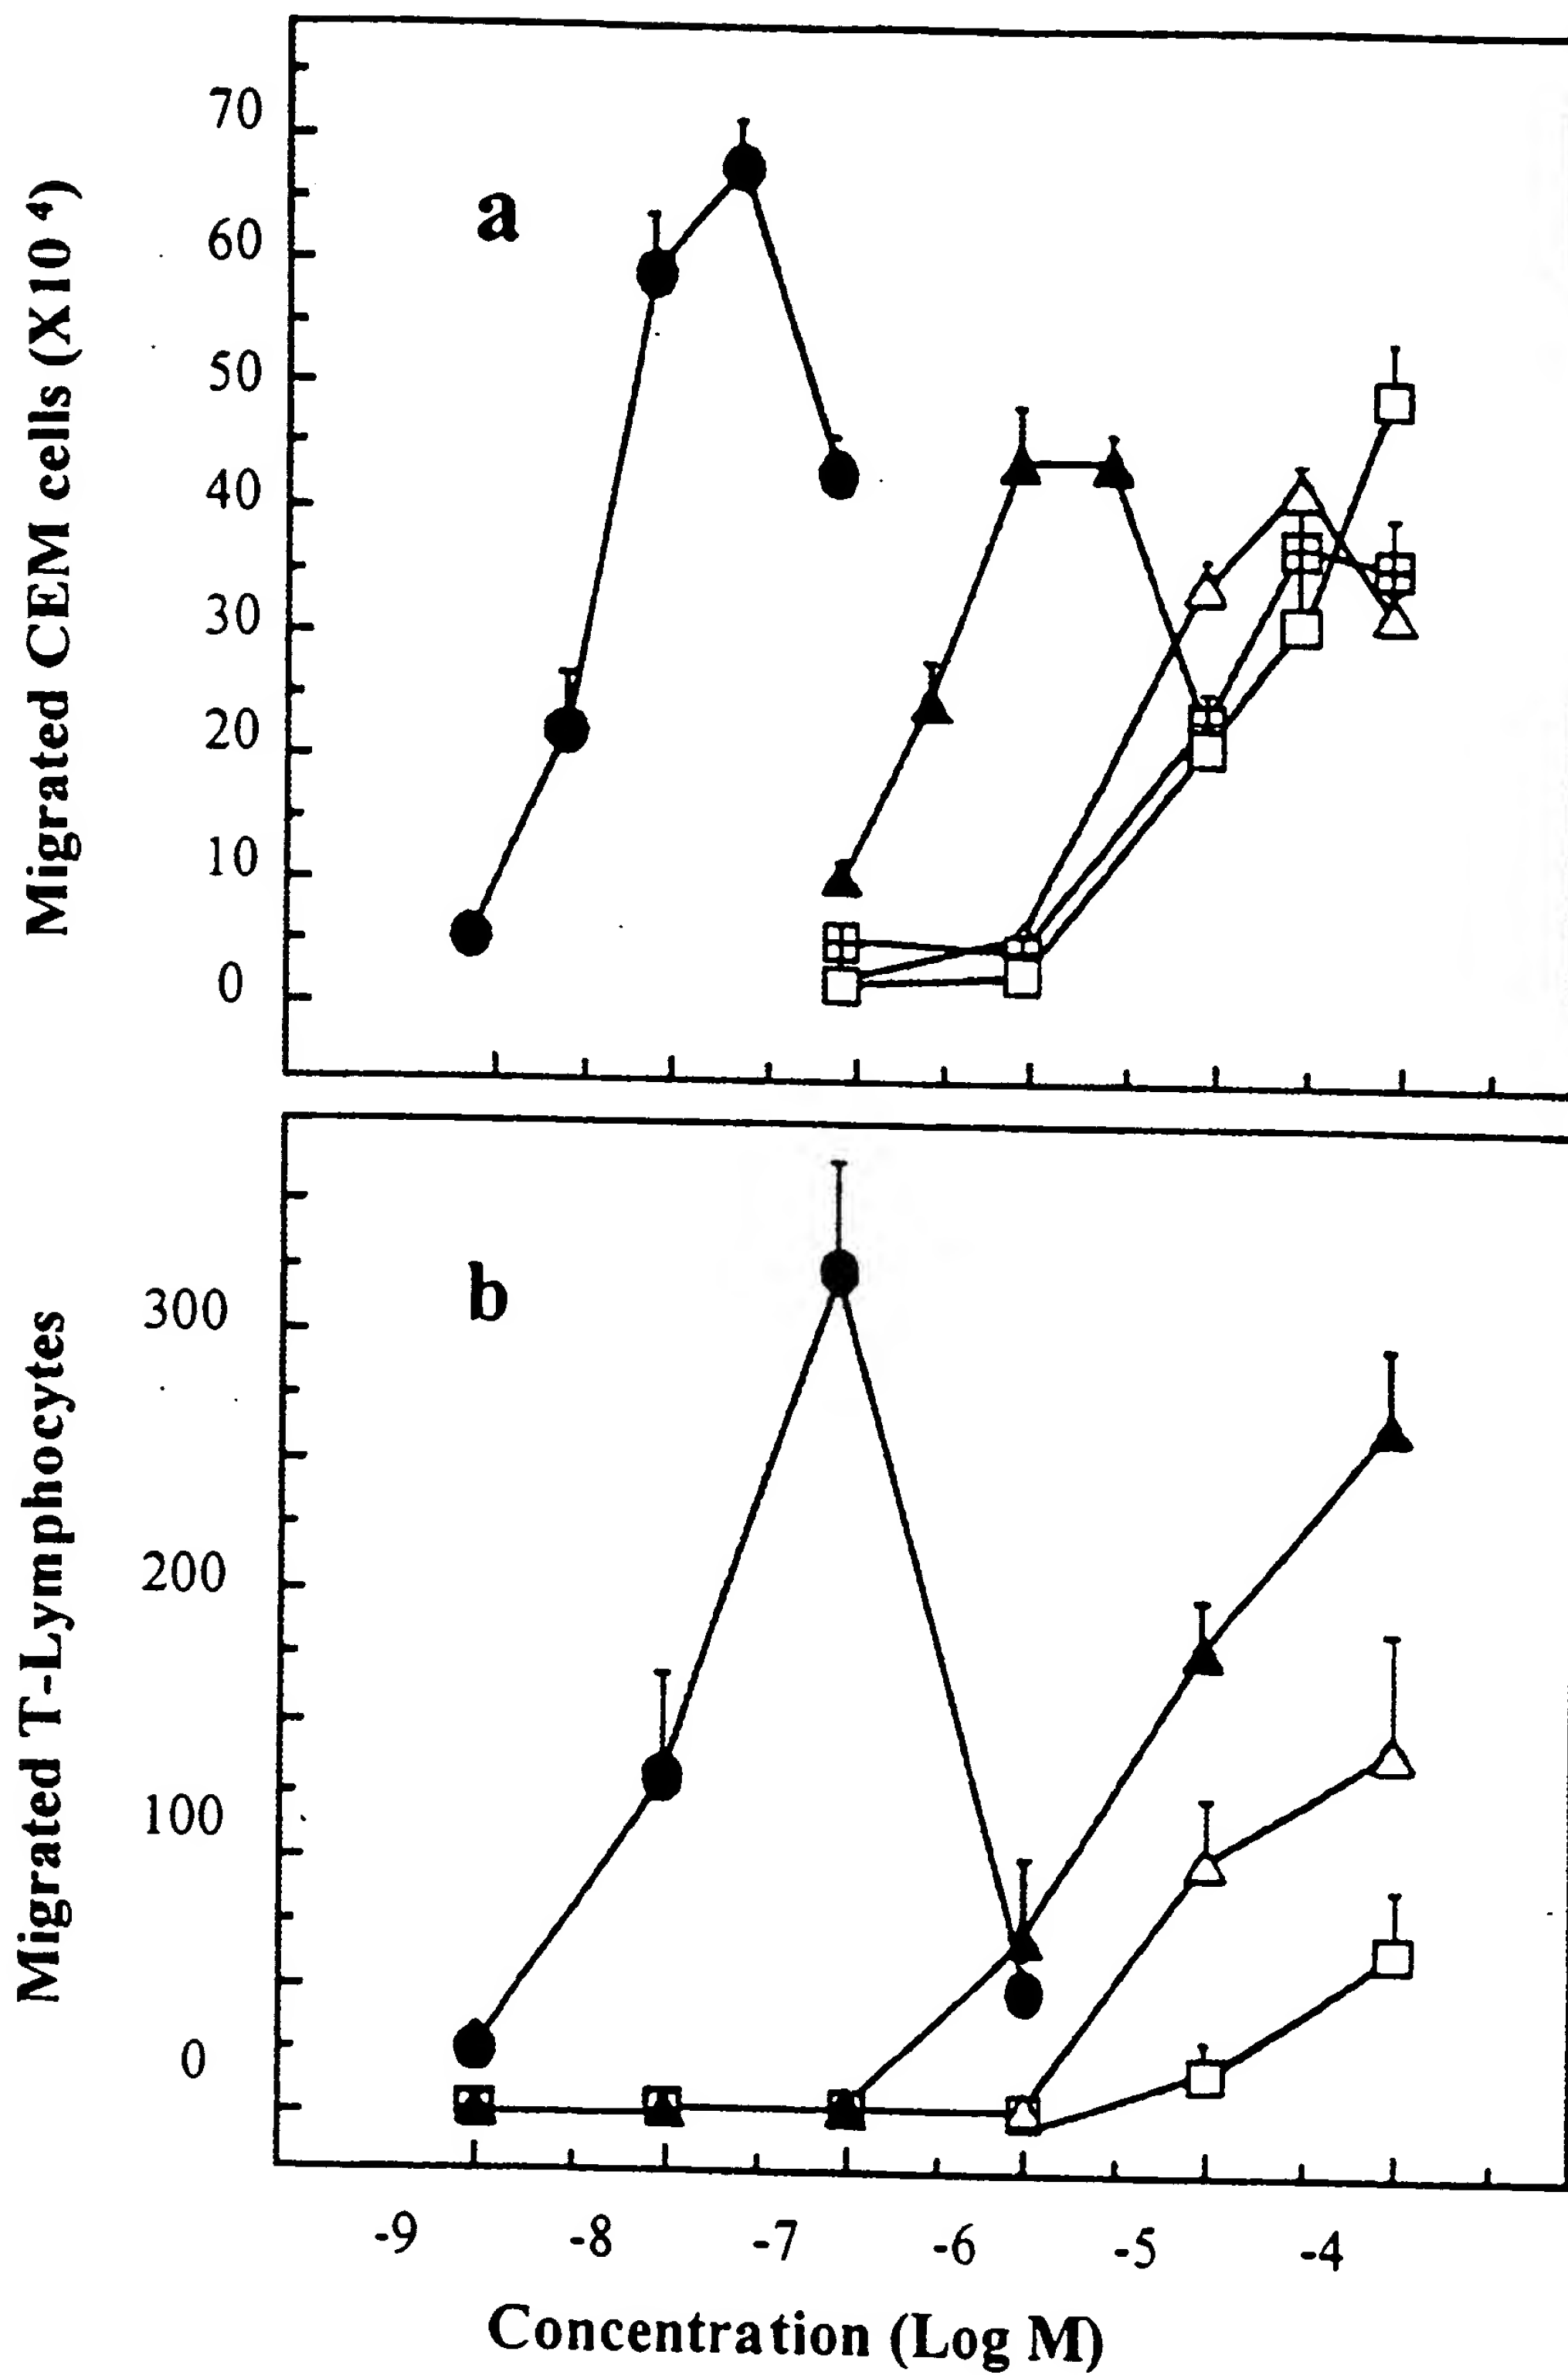 Migrated CEM cells (X10⁴)
70
60
50
40
30
20
10
0
a
Migrated T-Lymphocytes
300
200
100
0
b
-9 -8 -7 -6 -5 -4
Concentration (Log M)